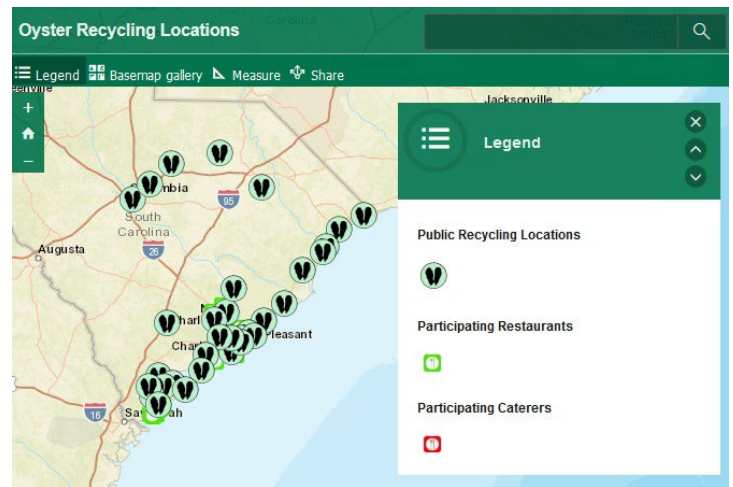 Oyster Recycling Locations
Legend Basemap gallery Measure Share
Jacksonville
Legend
95
South
Carolina
26
Augusta
Pleasant
16
Public Recycling Locations
Participating Restaurants
Participating Caterers